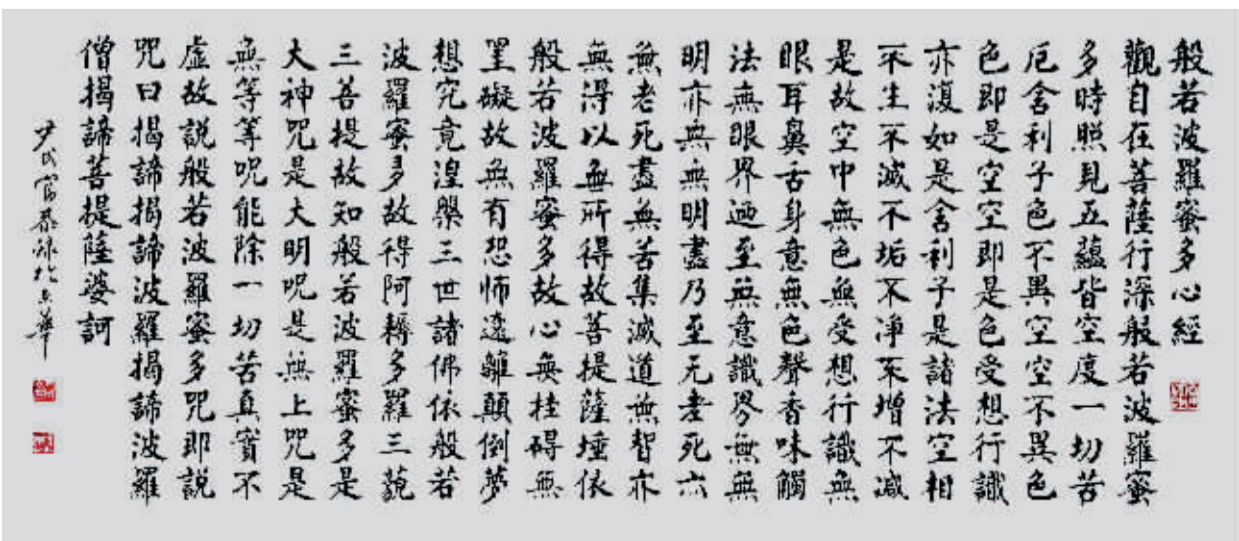 般若波羅蜜多心經
觀自在菩薩行深般若波羅蜜
多時照見五蘊皆空度一切苦
厄舍利子色不異空空不異色
色即是空空即是色受想行識
亦復如是舍利子是諸法空相
不生不滅不垢不淨不增不減
是故空中無色無受想行識無
眼耳鼻舌身意無色聲香味觸
法無眼界迺至無意識界無無
明亦無無明盡乃至无老死亦
無老死盡無苦集滅道無智亦
無得以無所得故菩提薩埵依
般若波羅蜜多故心無桂碍無
罣礙故無有恐怖遠離顛倒夢
想究竟涅槃三世諸佛依般若
波羅蜜多故得阿耨多羅三藐
三菩提故知般若波羅蜜多是
大神咒是大明呪是無上咒是
無等等呪能除一切苦真實不
虛故説般若波羅蜜多咒即説
咒曰揭諦揭諦波羅揭諦波羅
僧揭諦菩提薩婆訶